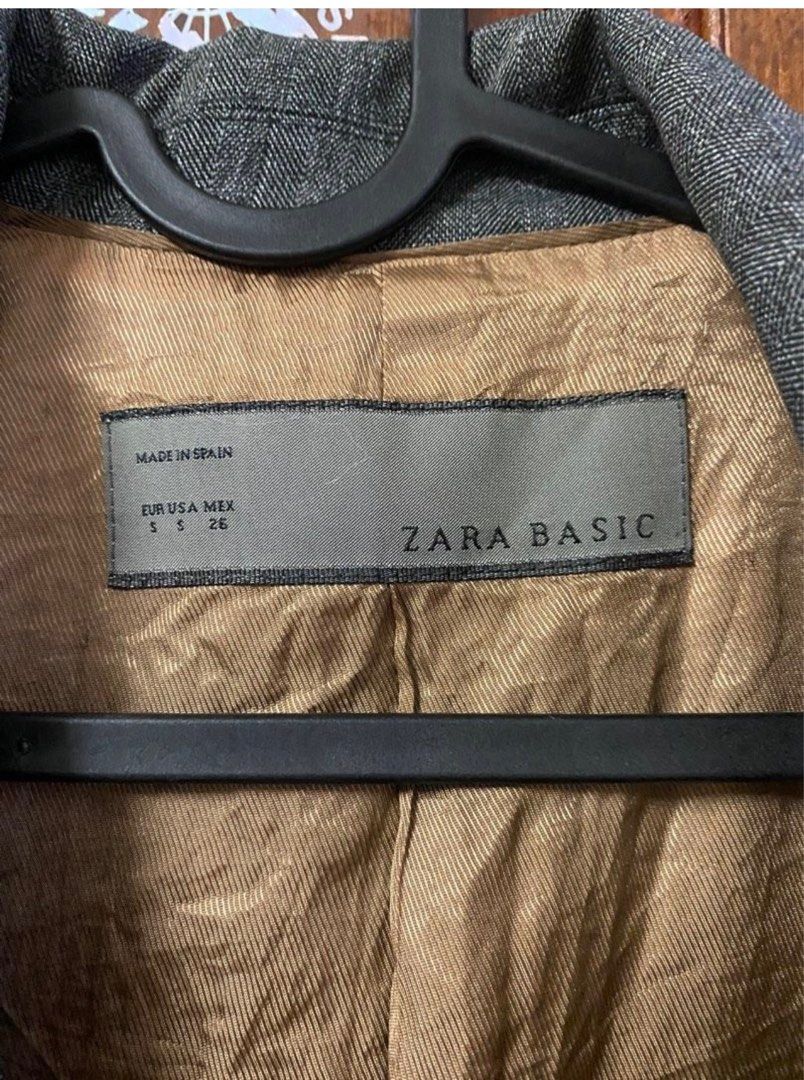 MADE IN SPAIN
EUR USA MEX
S S 26
ZARA BASIC